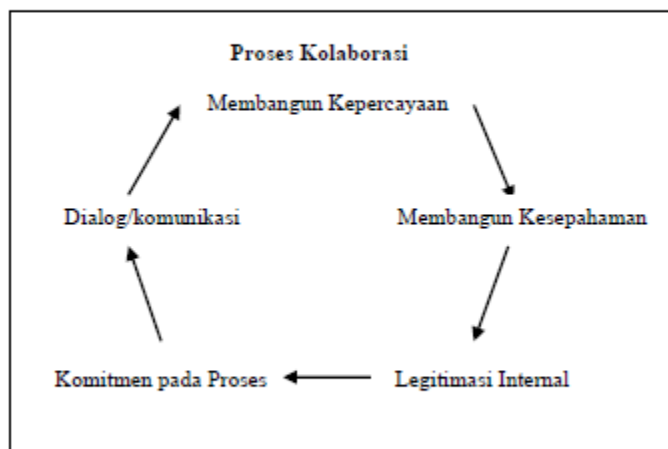 Proses Kolaborasi
Membangun Kepercayaan
Dialog/komunikasi
Membangun Kesepahaman
Komitmen pada Proses
Legitimasi Internal